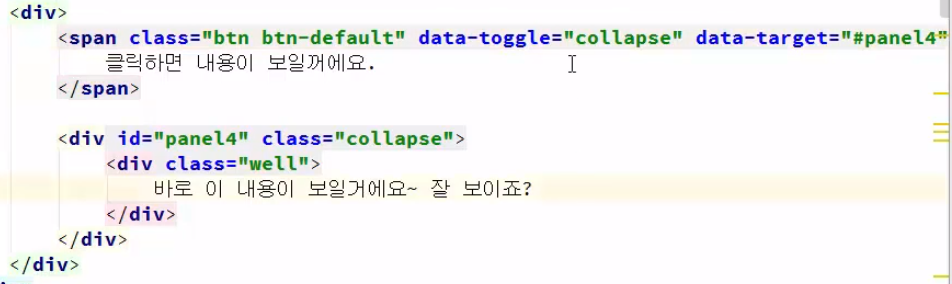 <div>
<span class="btn btn-default" data-toggle="collapse" data-target="#panel4"
클릭하면 내용이 보일꺼에요.
</span>
<div id="panel4" class="collapse">
<div class="well">
바로 이 내용이 보일거에요~ 잘 보이죠?
</div>
</div>
</div>